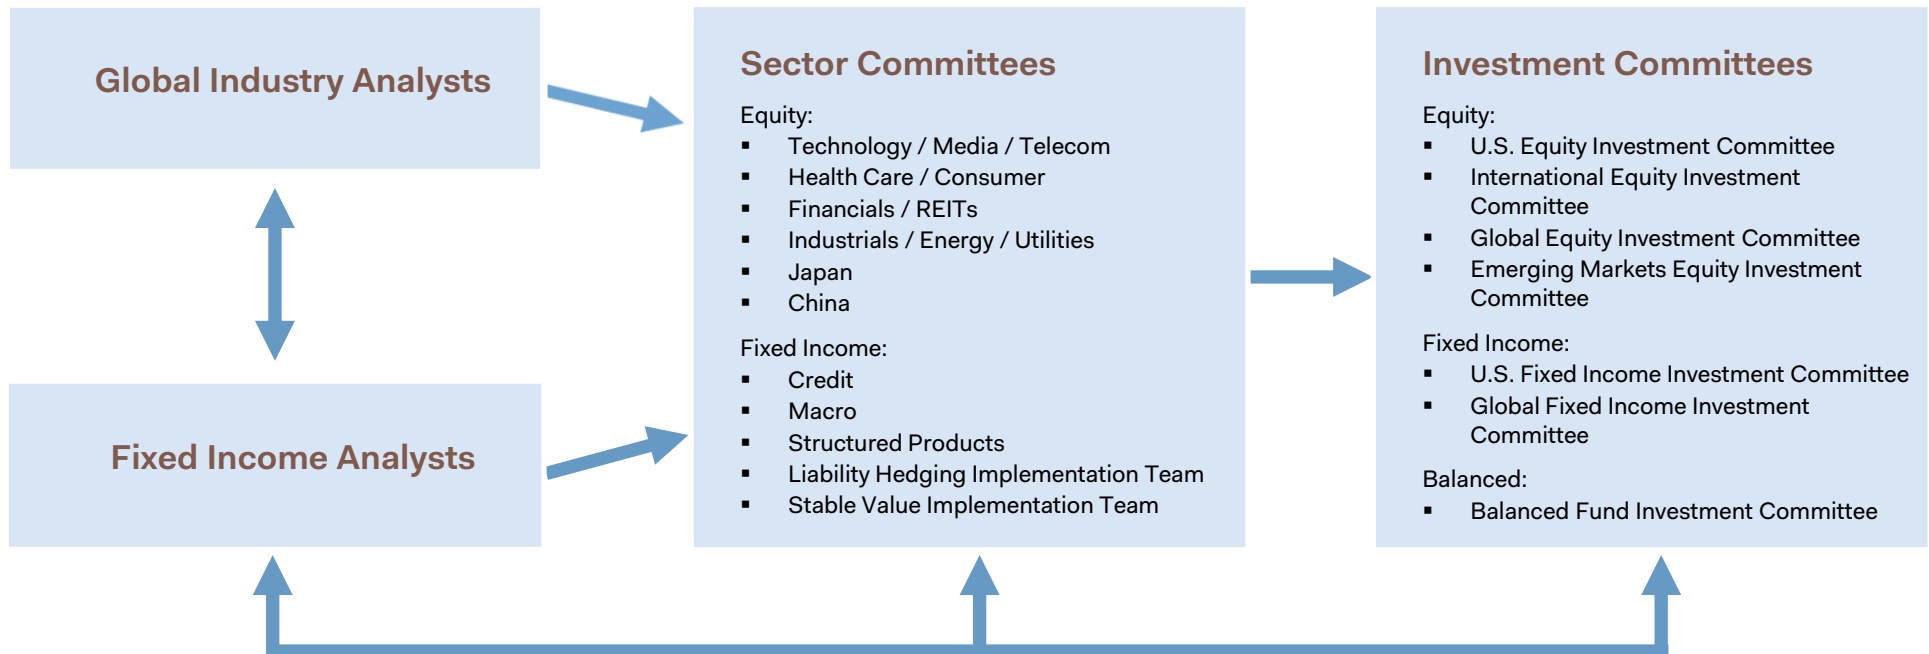 Global Industry Analysts
Fixed Income Analysts
Sector Committees
Equity:
▪ Technology / Media / Telecom
▪ Health Care / Consumer
▪ Financials / REITs
▪ Industrials / Energy / Utilities
▪ Japan
▪ China
Fixed Income:
▪ Credit
▪ Macro
▪ Structured Products
▪ Liability Hedging Implementation Team
▪ Stable Value Implementation Team
Investment Committees
Equity:
▪ U.S. Equity Investment Committee
▪ International Equity Investment
Committee
▪ Global Equity Investment Committee
▪ Emerging Markets Equity Investment
Committee
Fixed Income:
▪ U.S. Fixed Income Investment Committee
▪ Global Fixed Income Investment
Committee
Balanced:
▪ Balanced Fund Investment Committee